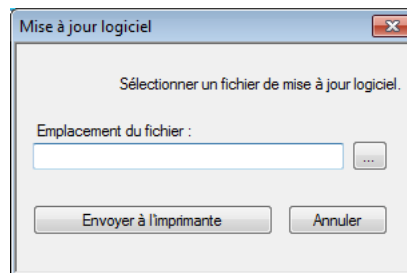 Mise à jour logiciel
Sélectionner un fichier de mise à jour logiciel.
Emplacement du fichier :
...
Envoyer à l'imprimante
Annuler